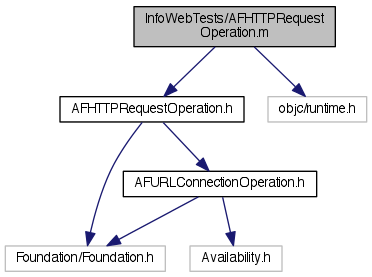 InfoWebTests/AFHTTPRequest
Operation.m
AFHTTPRequestOperation.h
objc/runtime.h
AFURLConnectionOperation.h
Foundation/Foundation.h
Availability.h